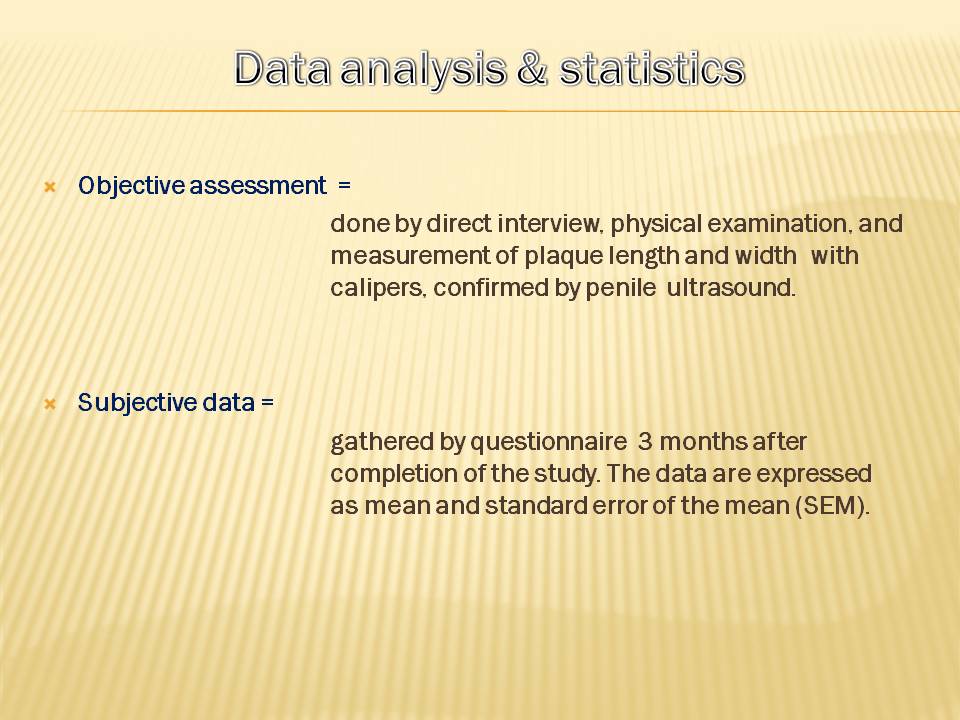 Data analysis & statistics
Objective assessment =
done by direct interview, physical examination, and
measurement of plaque length and width with
calipers, confirmed by penile ultrasound.
Subjective data =
gathered by questionnaire 3 months after
completion of the study. The data are expressed
as mean and standard error of the mean (SEM).